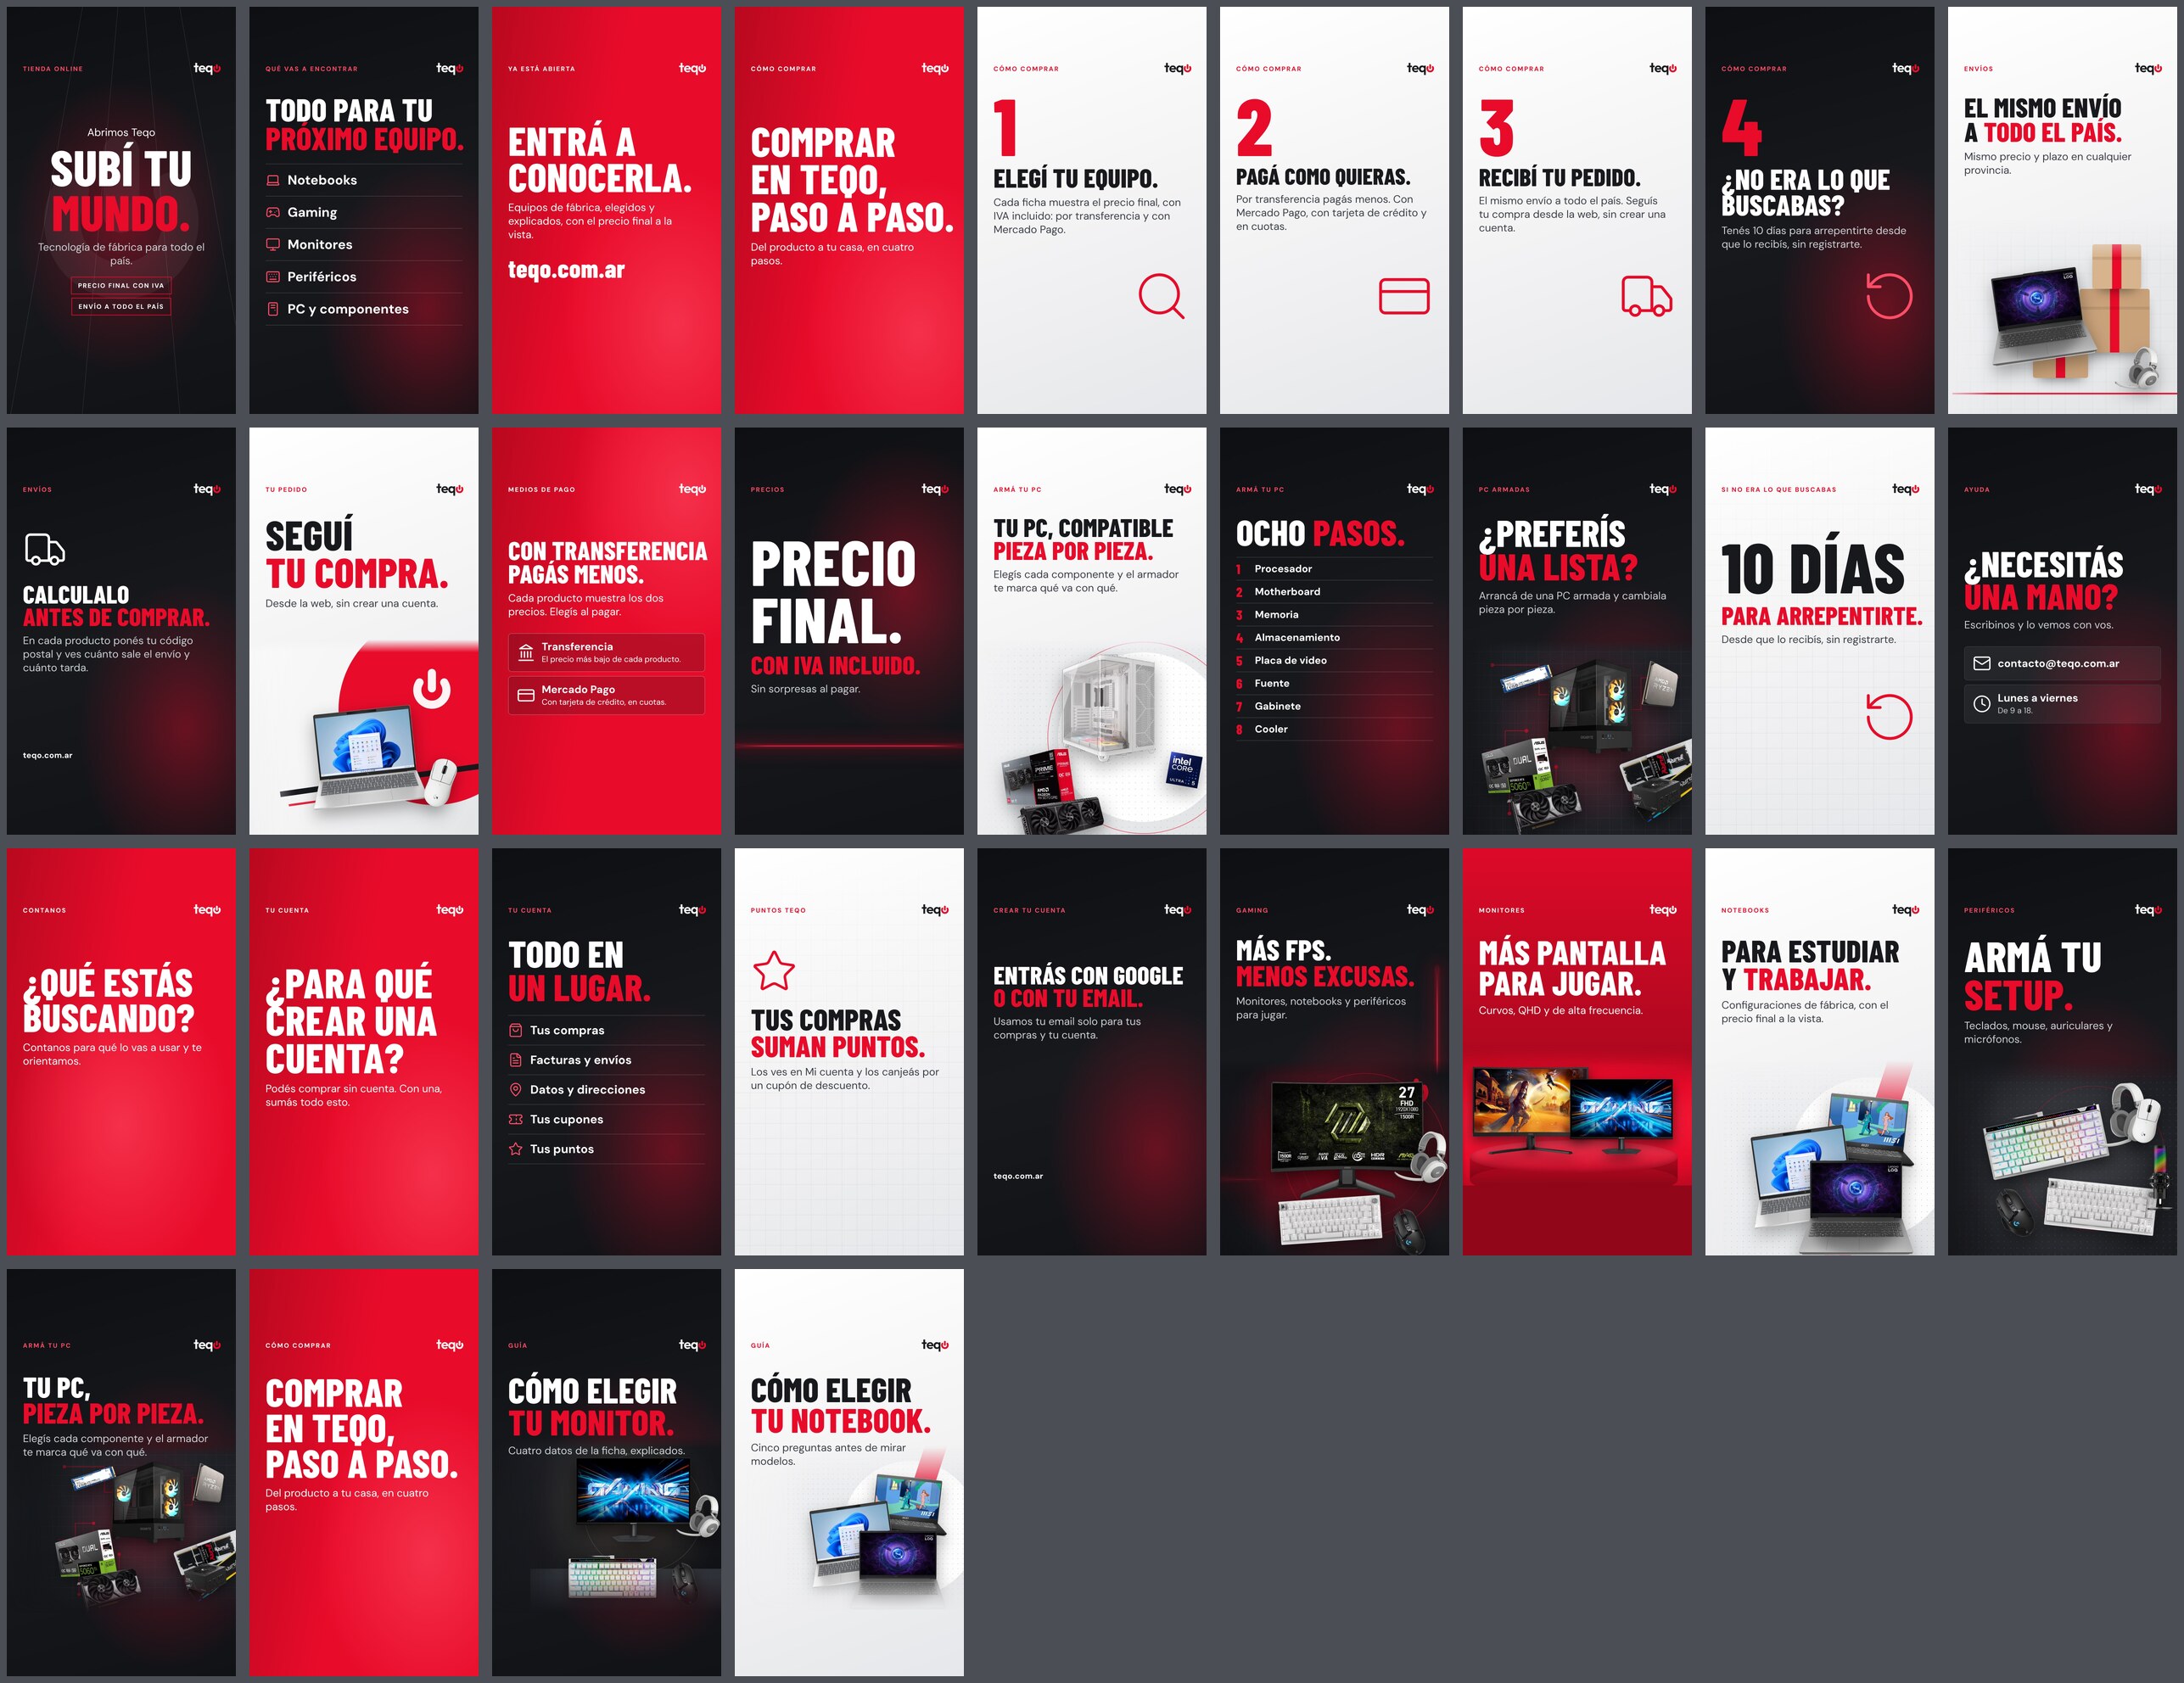 TIENDA ONLINE
teqo
Abrimos Teqo
SUBÍ TU
MUNDO.
Tecnología de fábrica para todo el
país.
PRECIO FINAL CON IVA
ENVÍO A TODO EL PAÍS
QUÉ VAS A ENCONTRAR
teqo
TODO PARA TU
PRÓXIMO EQUIPO.
Notebooks
Gaming
Monitores
Periféricos
PC y componentes
YA ESTÁ ABIERTA
teqo
ENTRÁ A
CONOCERLA.
Equipos de fábrica, elegidos y
explicados, con el precio final a la
vista.
teqo.com.ar
CÓMO COMPRAR
teqo
COMPRAR
EN TEQO,
PASO A PASO.
Del producto a tu casa, en cuatro
pasos.
CÓMO COMPRAR
teqo
1
ELEGÍ TU EQUIPO.
Cada ficha muestra el precio final, con
IVA incluido: por transferencia y con
Mercado Pago.
CÓMO COMPRAR
teqo
2
PAGÁ COMO QUIERAS.
Por transferencia pagás menos. Con
Mercado Pago, con tarjeta de crédito y
en cuotas.
CÓMO COMPRAR
teqo
3
RECIBÍ TU PEDIDO.
El mismo envío a todo el país. Seguís
tu compra desde la web, sin crear una
cuenta.
CÓMO COMPRAR
teqo
4
¿NO ERA LO QUE
BUSCABAS?
Tenés 10 días para arrepentirte desde
que lo recibís, sin registrarte.
ENVÍOS
teqo
EL MISMO ENVÍO
A TODO EL PAÍS.
Mismo precio y plazo en cualquier
provincia.
ENVÍOS
teqo
CALCULALO
ANTES DE COMPRAR.
En cada producto ponés tu código
postal y ves cuánto sale el envío y
cuánto tarda.
teqo.com.ar
TU PEDIDO
teqo
SEGUÍ
TU COMPRA.
Desde la web, sin crear una cuenta.
MEDIOS DE PAGO
teqo
CON TRANSFERENCIA
PAGÁS MENOS.
Cada producto muestra los dos
precios. Elegís al pagar.
Transferencia
El precio más bajo de cada producto.
Mercado Pago
Con tarjeta de crédito, en cuotas.
PRECIOS
teqo
PRECIO
FINAL.
CON IVA INCLUIDO.
Sin sorpresas al pagar.
ARMÁ TU PC
teqo
TU PC, COMPATIBLE
PIEZA POR PIEZA.
Elegís cada componente y el armador
te marca qué va con qué.
PRIME
intel
CORE
ULTRA 5
ARMÁ TU PC
teqo
OCHO PASOS.
1 Procesador
2 Motherboard
3 Memoria
4 Almacenamiento
5 Placa de video
6 Fuente
7 Gabinete
8 Cooler
PC ARMADAS
teqo
¿PREFERÍS
UNA LISTA?
Arrancá de una PC armada y cambiala
pieza por pieza.
RYZEN
DUAL
5060
SI NO ERA LO QUE BUSCABAS
teqo
10 DÍAS
PARA ARREPENTIRTE.
Desde que lo recibís, sin registrarte.
AYUDA
teqo
¿NECESITÁS
UNA MANO?
Escribinos y lo vemos con vos.
contacto@teqo.com.ar
Lunes a viernes
De 9 a 18.
CONTANOS
teqo
¿QUÉ ESTÁS
BUSCANDO?
Contanos para qué lo vas a usar y te
orientamos.
TU CUENTA
teqo
¿PARA QUÉ
CREAR UNA
CUENTA?
Podés comprar sin cuenta. Con una,
sumás todo esto.
TU CUENTA
teqo
TODO EN
UN LUGAR.
Tus compras
Facturas y envíos
Datos y direcciones
Tus cupones
Tus puntos
PUNTOS TEQO
teqo
TUS COMPRAS
SUMAN PUNTOS.
Los ves en Mi cuenta y los canjeás por
un cupón de descuento.
CREAR TU CUENTA
teqo
ENTRÁS CON GOOGLE
O CON TU EMAIL.
Usamos tu email solo para tus
compras y tu cuenta.
teqo.com.ar
GAMING
teqo
MÁS FPS.
MENOS EXCUSAS.
Monitores, notebooks y periféricos
para jugar.
27
FHD
1920X1080
1500R
MONITORES
teqo
MÁS PANTALLA
PARA JUGAR.
Curvos, QHD y de alta frecuencia.
GAMING
NOTEBOOKS
teqo
PARA ESTUDIAR
Y TRABAJAR.
Configuraciones de fábrica, con el
precio final a la vista.
msi
PERIFÉRICOS
teqo
ARMÁ TU
SETUP.
Teclados, mouse, auriculares y
micrófonos.
ARMÁ TU PC
teqo
TU PC,
PIEZA POR PIEZA.
Elegís cada componente y el armador
te marca qué va con qué.
DUAL
5060
CÓMO COMPRAR
teqo
COMPRAR
EN TEQO,
PASO A PASO.
Del producto a tu casa, en cuatro
pasos.
GUÍA
teqo
CÓMO ELEGIR
TU MONITOR.
Cuatro datos de la ficha, explicados.
GAMING
GUÍA
teqo
CÓMO ELEGIR
TU NOTEBOOK.
Cinco preguntas antes de mirar
modelos.
msi